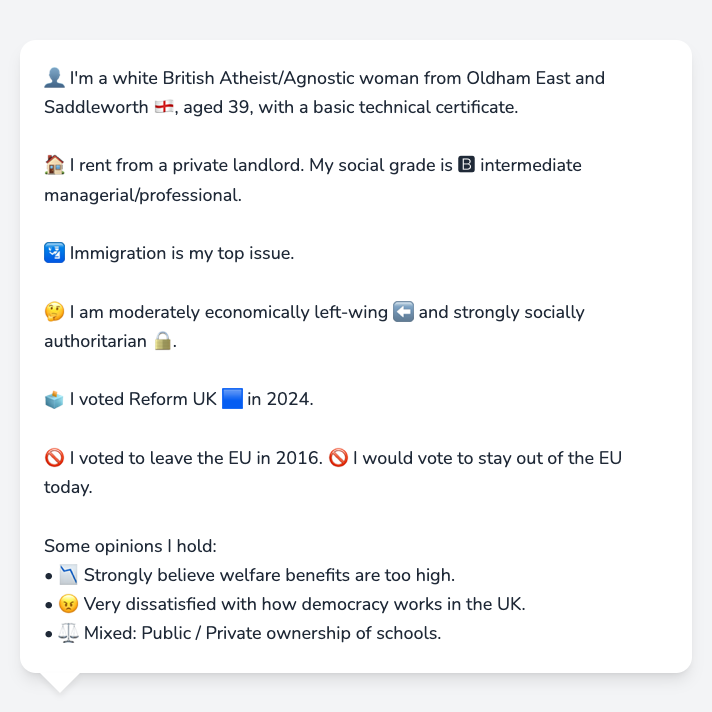 👤 I'm a white British Atheist/Agnostic woman from Oldham East and
Saddleworth 🏴󠁧󠁢󠁥󠁮󠁧󠁿, aged 39, with a basic technical certificate.
🏠 I rent from a private landlord. My social grade is 🅱 intermediate
managerial/professional.
🛂 Immigration is my top issue.
🤔 I am moderately economically left-wing ⬅️ and strongly socially
authoritarian 🔒.
🗳️ I voted Reform UK 🟦 in 2024.
🚫 I voted to leave the EU in 2016. 🚫 I would vote to stay out of the EU
today.
Some opinions I hold:
• 📉 Strongly believe welfare benefits are too high.
• 😠 Very dissatisfied with how democracy works in the UK.
• ⚖️ Mixed: Public / Private ownership of schools.